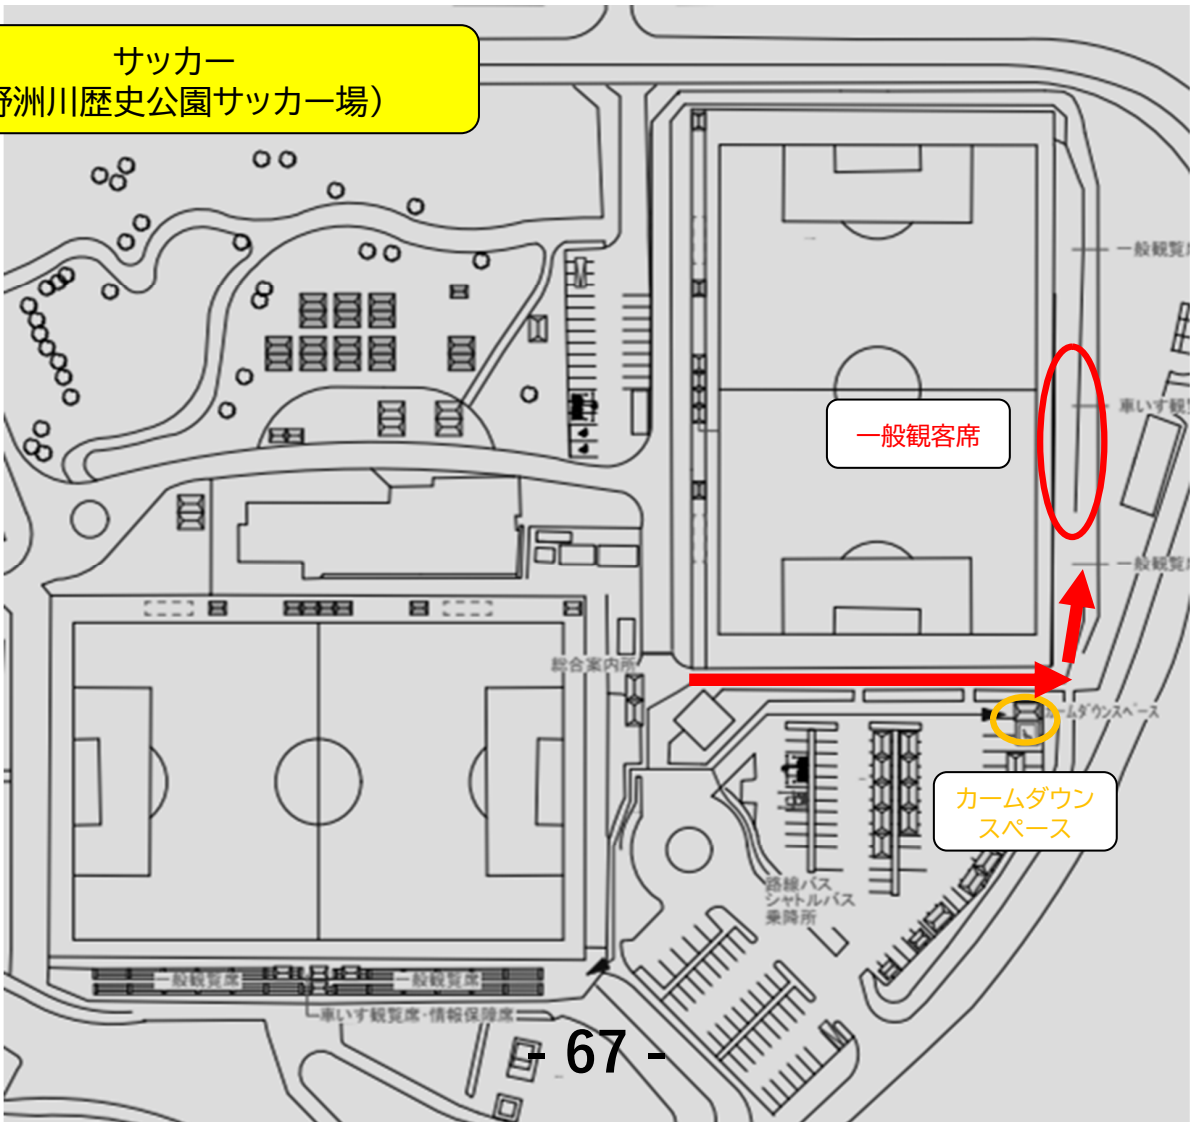 サッカー
野洲川歴史公園サッカー場）
一般観覧席
車いす観覧
一般観客席
一般観覧席
総合案内所
カームダウンスペース
カームダウン
スペース
路線バス
シャトルバス
乗降所
一般観覧席
一般観覧席
車いす観覧席・情報保障席
- 67 -